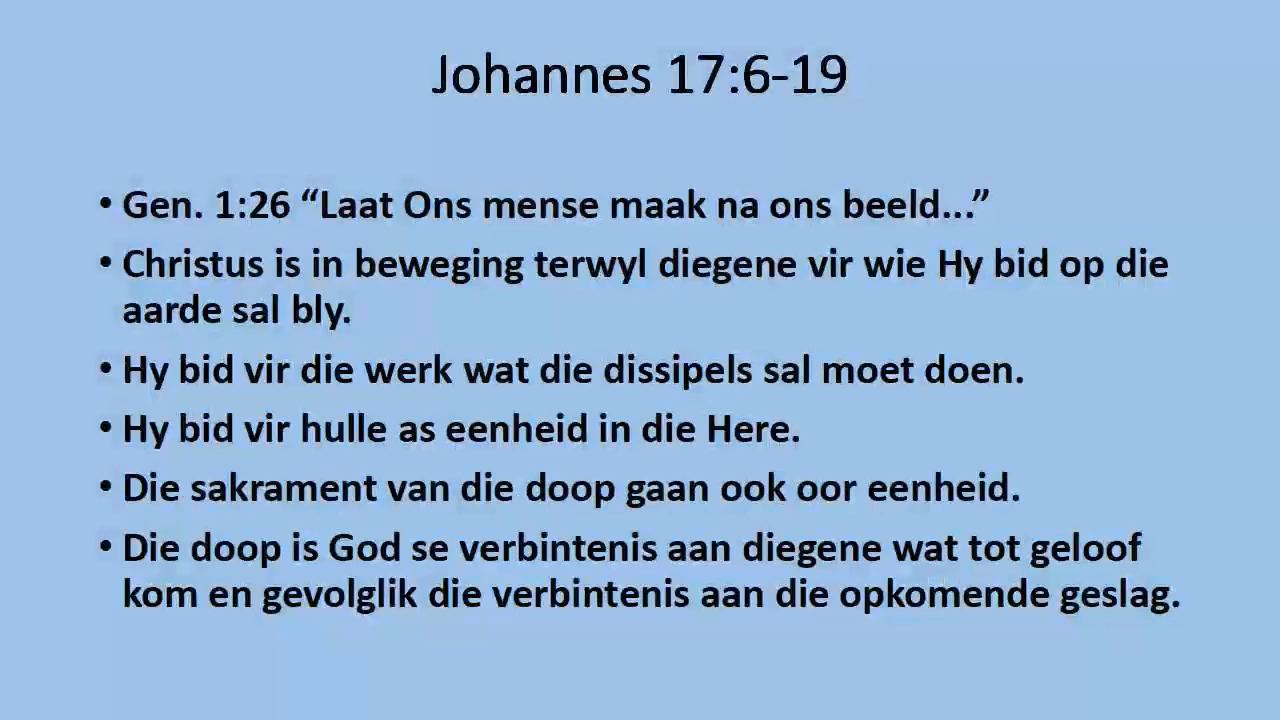 Johannes 17:6-19
• Gen. 1:26 “Laat Ons mense maak na ons beeld...”
• Christus is in beweging terwyl diegene vir wie Hy bid op die
aarde sal bly.
• Hy bid vir die werk wat die dissipels sal moet doen.
• Hy bid vir hulle as eenheid in die Here.
• Die sakrament van die doop gaan ook oor eenheid.
• Die doop is God se verbintenis aan diegene wat tot geloof
kom en gevolglik die verbintenis aan die opkomende geslag.